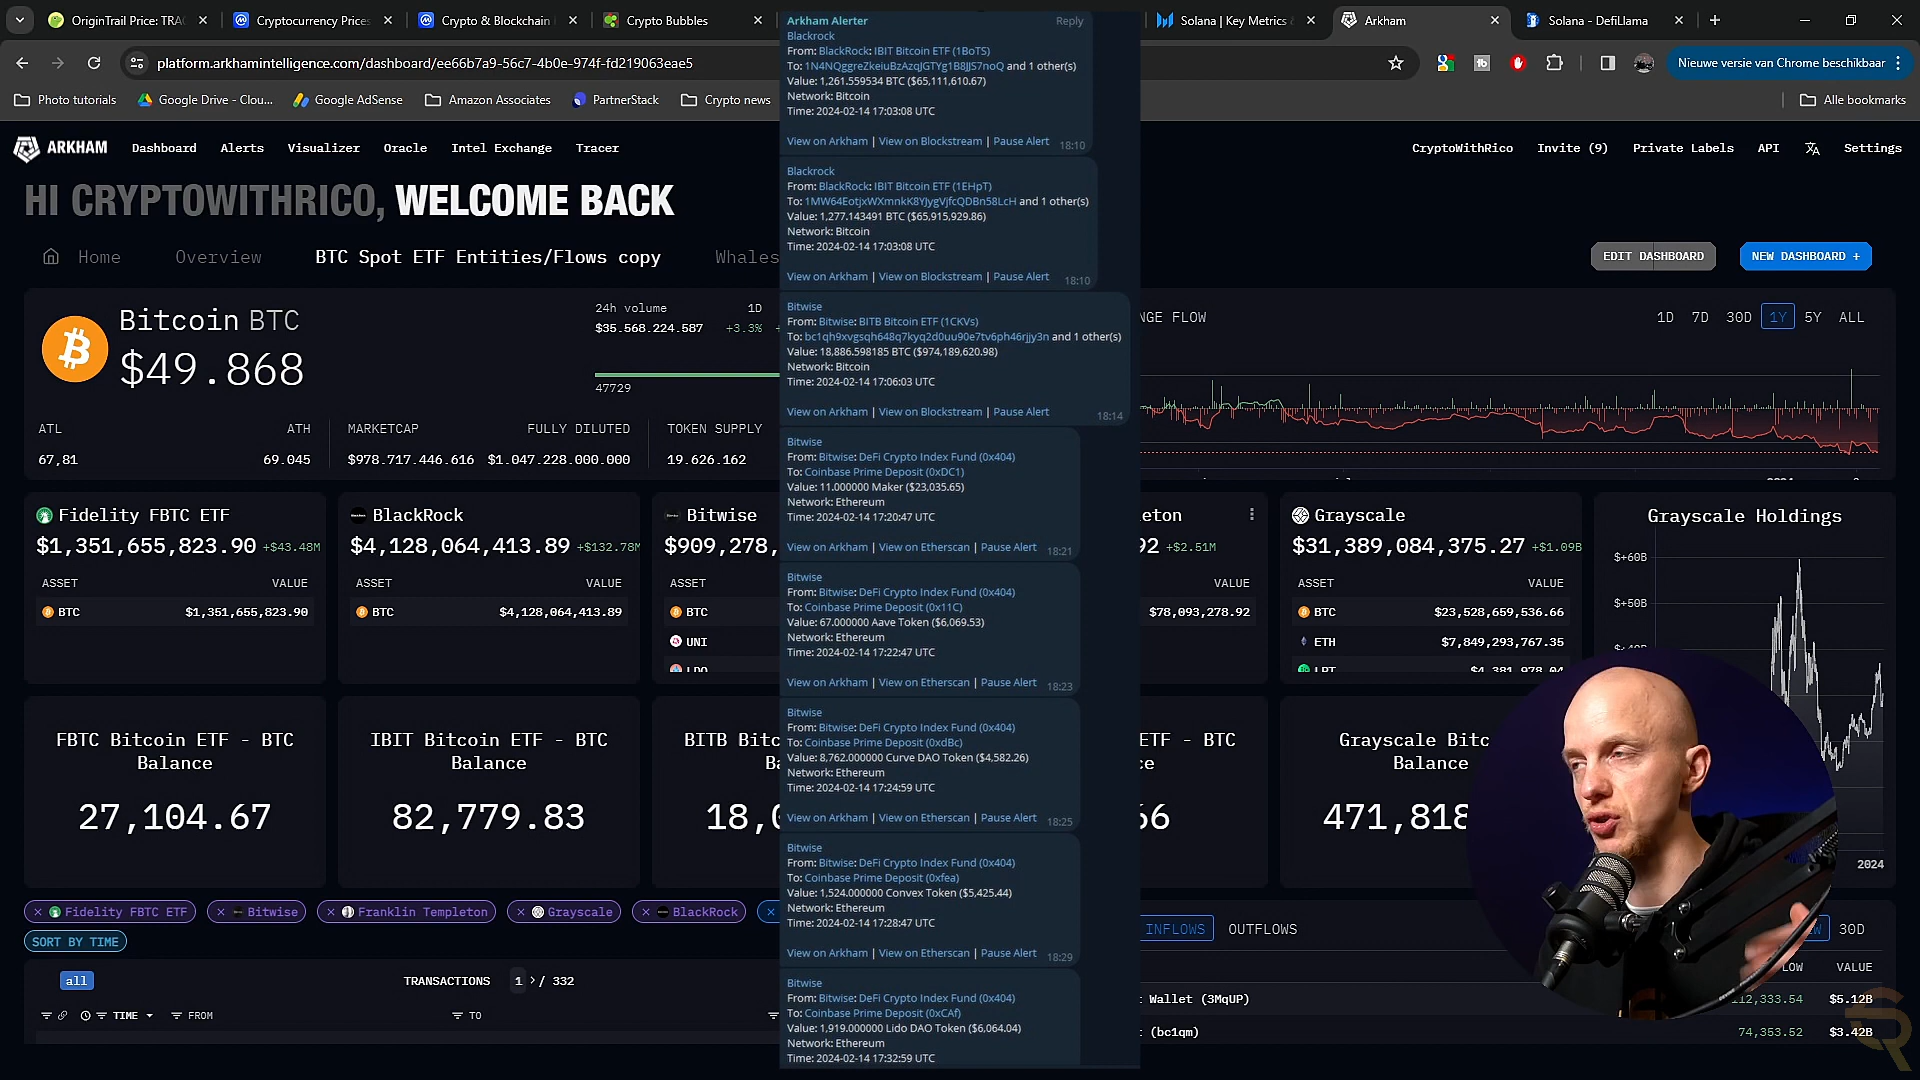 OriginTrail Price: TRAC
Cryptocurrency Prices
Crypto & Blockchain
Crypto Bubbles
Solana | Key Metrics
Arkham
Solana - DefiLlama
platform.arkhamintelligence.com/dashboard/ee66b7a9-56c7-4b0e-974f-fd219063eae5
Nieuwe versie van Chrome beschikbaar
Photo tutorials
Google Drive - Clou...
Google AdSense
Amazon Associates
PartnerStack
Crypto news
Alle bookmarks
ARKHAM
Dashboard
Alerts
Visualizer
Oracle
Intel Exchange
Tracer
CryptoWithRico
Invite (9)
Private Labels
API
Settings
HI CRYPTOWITHRICO, WELCOME BACK
Home
Overview
BTC Spot ETF Entities/Flows copy
Whales
EDIT DASHBOARD
NEW DASHBOARD +
Bitcoin BTC
$49.868
24h volume
1D
$35.568.224.587
+3.3%
47729
ATL
ATH
67,81
69.045
MARKETCAP
FULLY DILUTED
$978.717.446.616
$1.047.228.000.000
TOKEN SUPPLY
19.626.162
NGE FLOW
1D 7D 30D 1Y 5Y ALL
Arkham Alerter
Reply
Blackrock
From: BlackRock: IBIT Bitcoin ETF (1BoTS)
To: 1N4NQggreZkeiuBzAzqJGTYg1B8JJS7noQ and 1 other(s)
Value: 1,261.559534 BTC ($65,111,610.67)
Network: Bitcoin
Time: 2024-02-14 17:03:08 UTC
View on Arkham | View on Blockstream | Pause Alert
18:10
Blackrock
From: BlackRock: IBIT Bitcoin ETF (1EHpT)
To: 1MW64EotjxWXmnkK8YJygVjfcQDBn58LcH and 1 other(s)
Value: 1,277.143491 BTC ($65,915,929.86)
Network: Bitcoin
Time: 2024-02-14 17:03:08 UTC
View on Arkham | View on Blockstream | Pause Alert
18:10
Bitwise
From: Bitwise: BITB Bitcoin ETF (1CKVs)
To: bc1qh9xvgsqh648q7kyq2d0uu90e7tv6ph46rjjy3n and 1 other(s)
Value: 18,886.598185 BTC ($974,189,620.98)
Network: Bitcoin
Time: 2024-02-14 17:06:03 UTC
View on Arkham | View on Blockstream | Pause Alert
18:14
Bitwise
From: Bitwise: DeFi Crypto Index Fund (0x404)
To: Coinbase Prime Deposit (0xDC1)
Value: 11.000000 Maker ($23,035.65)
Network: Ethereum
Time: 2024-02-14 17:20:47 UTC
View on Arkham | View on Etherscan | Pause Alert
18:21
Bitwise
From: Bitwise: DeFi Crypto Index Fund (0x404)
To: Coinbase Prime Deposit (0x11C)
Value: 67.000000 Aave Token ($6,069.53)
Network: Ethereum
Time: 2024-02-14 17:22:47 UTC
View on Arkham | View on Etherscan | Pause Alert
18:23
Bitwise
From: Bitwise: DeFi Crypto Index Fund (0x404)
To: Coinbase Prime Deposit (0xdBc)
Value: 8,762.000000 Curve DAO Token ($4,582.26)
Network: Ethereum
Time: 2024-02-14 17:24:59 UTC
View on Arkham | View on Etherscan | Pause Alert
18:25
Bitwise
From: Bitwise: DeFi Crypto Index Fund (0x404)
To: Coinbase Prime Deposit (0xfea)
Value: 1,524.000000 Convex Token ($5,425.44)
Network: Ethereum
Time: 2024-02-14 17:28:47 UTC
View on Arkham | View on Etherscan | Pause Alert
18:29
Bitwise
From: Bitwise: DeFi Crypto Index Fund (0x404)
To: Coinbase Prime Deposit (0xCAf)
Value: 1,919.000000 Lido DAO Token ($6,064.04)
Network: Ethereum
Time: 2024-02-14 17:32:59 UTC
Fidelity FBTC ETF
$1,351,655,823.90 +$43.48M
ASSET
VALUE
BTC
$1,351,655,823.90
BlackRock
$4,128,064,413.89 +$132.78M
ASSET
VALUE
BTC
$4,128,064,413.89
Bitwise
$909,278,
ASSET
BTC
UNI
LDO
leton
92 +$2.51M
VALUE
$78,093,278.92
Grayscale
$31,389,084,375.27 +$1.09B
ASSET
VALUE
BTC
$23,528,659,536.66
ETH
$7,849,293,767.35
LPT
$4,381,978.04
Grayscale Holdings
$+60B
$+50B
2024
FBTC Bitcoin ETF - BTC
Balance
27,104.67
IBIT Bitcoin ETF - BTC
Balance
82,779.83
BITB Bitc
Ba
18,0
ETF - BTC
ce
66
Grayscale Bitc
Balance
471,818
Fidelity FBTC ETF
Bitwise
Franklin Templeton
Grayscale
BlackRock
SORT BY TIME
INFLOWS
OUTFLOWS
30D
all
TRANSACTIONS
1 > / 332
TIME
FROM
TO
LOW
VALUE
Wallet (3MqUP)
112,333.54
$5.12B
(bc1qm)
74,353.52
$3.42B